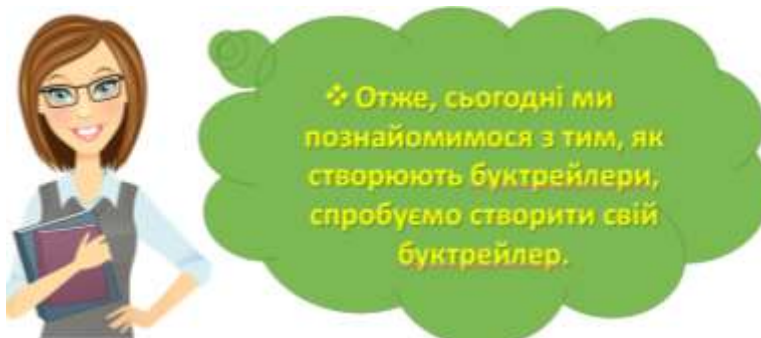 ❖ Отже, сьогодні ми
познайомимося з тим, як
створюють буктрейлери,
спробуємо створити свій
буктрейлер.